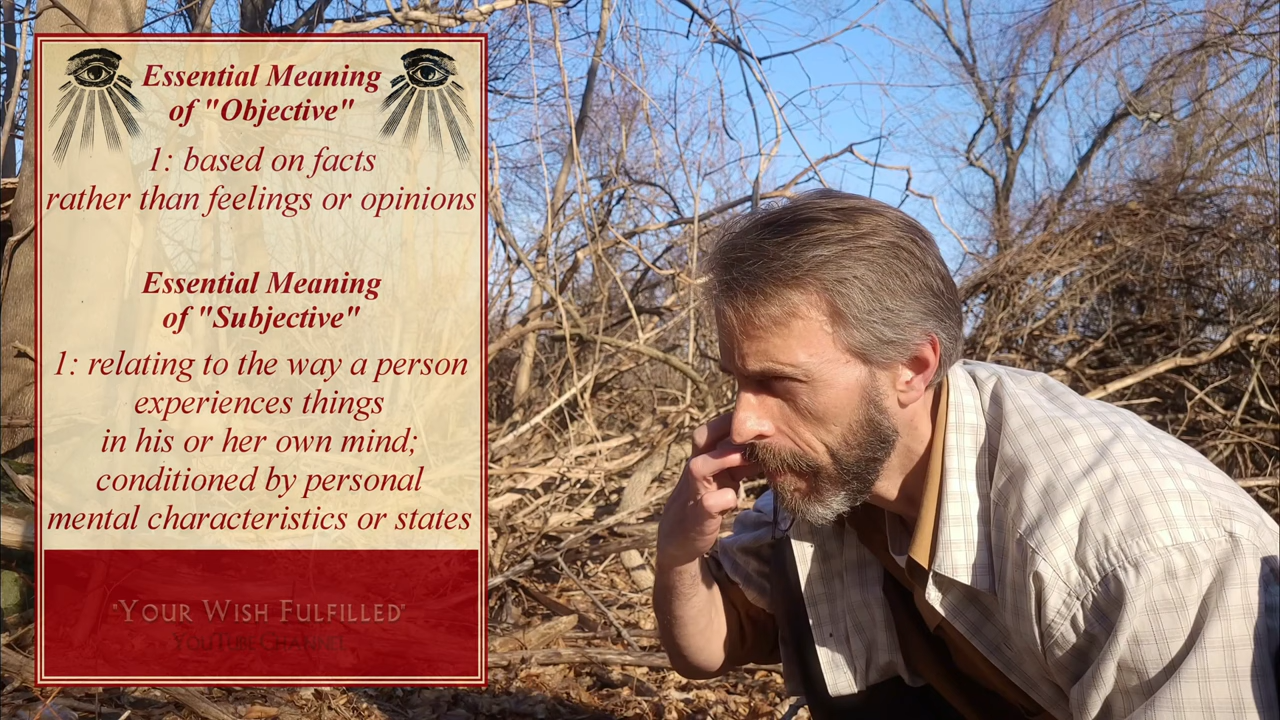 Essential Meaning
of "Objective"
1: based on facts
rather than feelings or opinions
Essential Meaning
of "Subjective"
1: relating to the way a person
experiences things
in his or her own mind;
conditioned by personal
mental characteristics or states
"Your Wish Fulfilled"
YouTube Channel